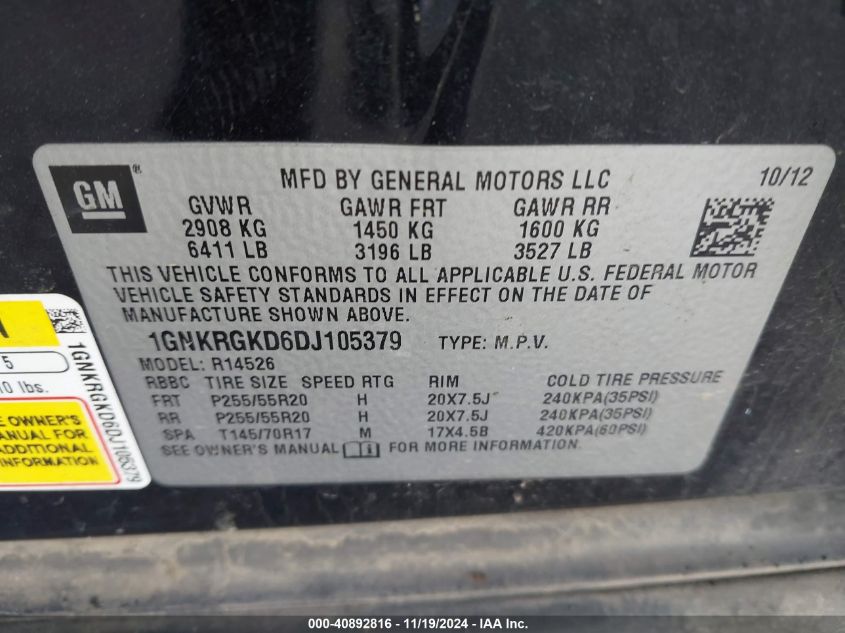 GM
®
MFD BY GENERAL MOTORS LLC
10/12
GVWR GAWR FRT GAWR RR
2908 KG 1450 KG 1600 KG
6411 LB 3196 LB 3527 LB
THIS VEHICLE CONFORMS TO ALL APPLICABLE U.S. FEDERAL MOTOR
VEHICLE SAFETY STANDARDS IN EFFECT ON THE DATE OF
MANUFACTURE SHOWN ABOVE.
1GNKRGKD6DJ105379 TYPE: M.P.V.
MODEL: R14526
RBBC TIRE SIZE SPEED RTG RIM COLD TIRE PRESSURE
FRT P255/55R20 H 20X7.5J 240KPA(35PSI)
RR P255/55R20 H 20X7.5J 240KPA(35PSI)
SPA T145/70R17 M 17X4.5B 420KPA(60PSI)
SEE OWNER'S MANUAL FOR MORE INFORMATION.
5
0 lbs.
OWNER'S
MANUAL FOR
ADDITIONAL
INFORMATION
1GNKRGKD6DJ105379
000-40892816 - 11/19/2024 - IAA Inc.